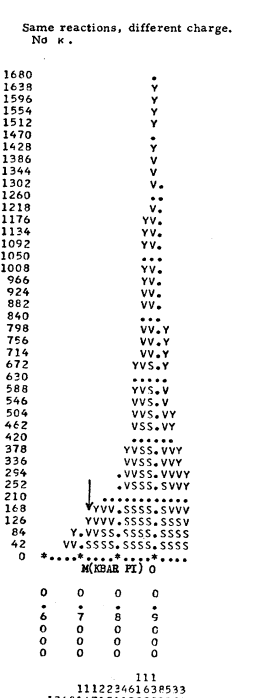 Same reactions, different charge.
No κ.
1680 .
1638 Y
1596 Y
1554 Y
1512 Y
1470 .
1428 Y
1386 V
1344 V
1302 V.
1260 ..
1218 V.
1176 YV.
1134 YV.
1092 YV.
1050 ...
1008 YV.
966 YV.
924 VV.
882 VV.
840 ...
798 VV.Y
756 VV.Y
714 VV.Y
672 YVS.Y
630 .....
588 YVS.V
546 VVS.V
504 VVS.VY
462 VSS.VY
420 ......
378 YVSS.VVY
336 VVSS.VVY
294 .VVSS.VVVY
252 .VSSS.VVVV
210 ..............
168 YYVV.SSSS.SVVV
126 YVVV.SSSS.SSSV
84 Y.VVSS.SSSS.SSSS
42 VV.SSSS.SSSS.SSSS
0 *....*....*....*....
M(KBAR PI) 0
0 0 0 0
. . . .
6 7 8 9
0 0 0 0
0 0 0 0
0 0 0 0
111
111223461638533